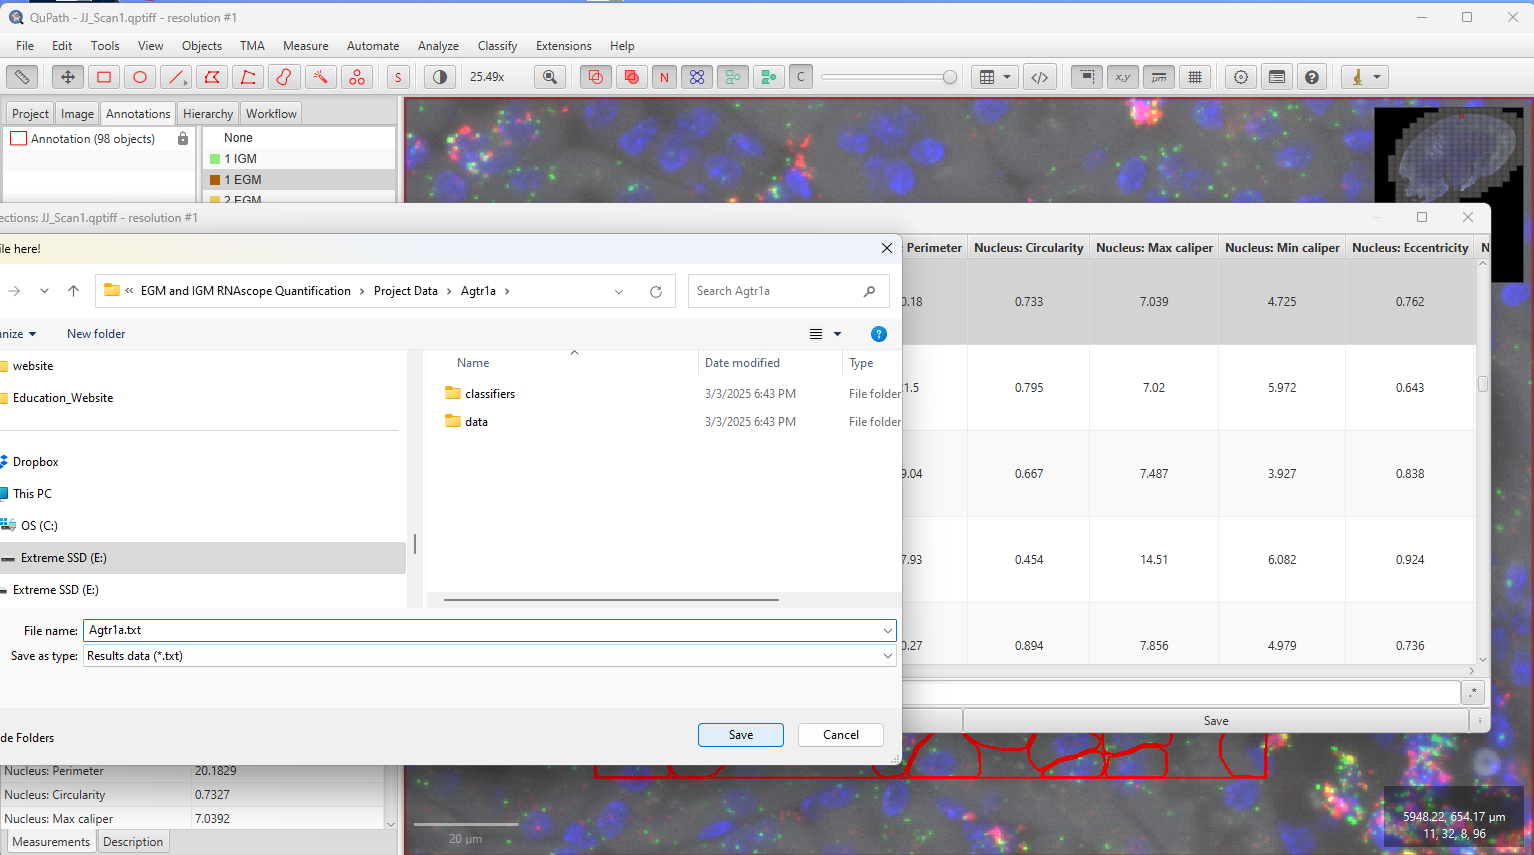 QuPath - JJ_Scan1.qptiff - resolution #1
File Edit Tools View Objects TMA Measure Automate Analyze Classify Extensions Help
S 25.49x N C x,y µm
Project Image Annotations Hierarchy Workflow
Annotation (98 objects)
None
1 IGM
1 EGM
2 EGM
ections: JJ_Scan1.qptiff - resolution #1
ile here!
: Perimeter Nucleus: Circularity Nucleus: Max caliper Nucleus: Min caliper Nucleus: Eccentricity N
« EGM and IGM RNAscope Quantification › Project Data › Agtr1a ›
Search Agtr1a
0.18 0.733 7.039 4.725 0.762
nize New folder
Name Date modified Type
website
classifiers 3/3/2025 6:43 PM File folder
1.5 0.795 7.02 5.972 0.643
Education_Website
data 3/3/2025 6:43 PM File folder
Dropbox
9.04 0.667 7.487 3.927 0.838
This PC
OS (C:)
Extreme SSD (E:)
7.93 0.454 14.51 6.082 0.924
Extreme SSD (E:)
File name: Agtr1a.txt
0.27 0.894 7.856 4.979 0.736
Save as type: Results data (*.txt)
.*
Save
Save Cancel
de Folders
Nucleus: Perimeter 20.1829
Nucleus: Circularity 0.7327
Nucleus: Max caliper 7.0392
Measurements Description
20 µm
5948.22, 654.17 µm
11, 32, 8, 96